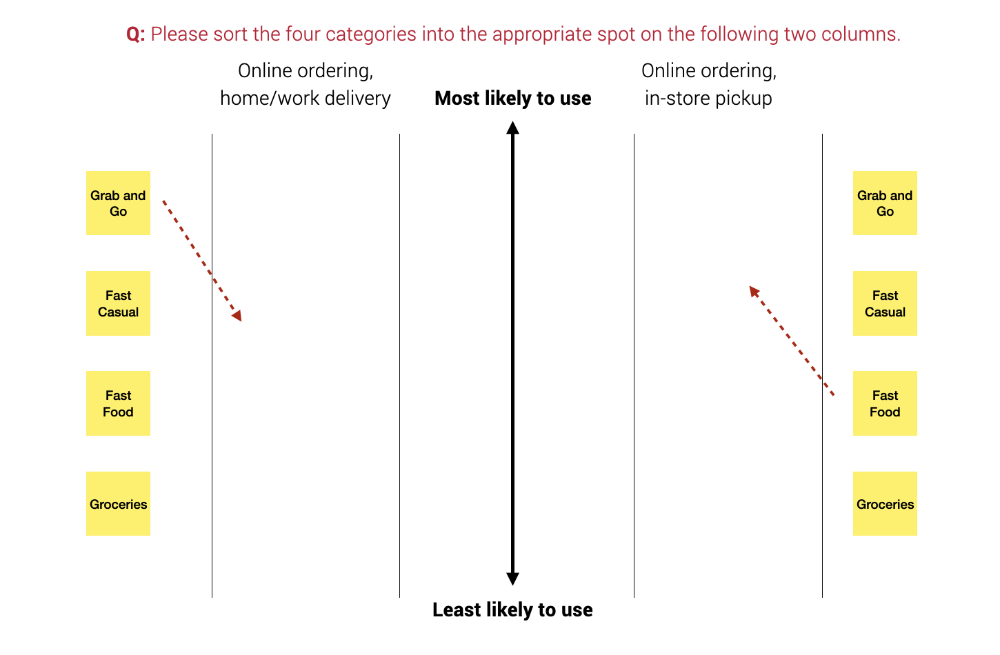 Q: Please sort the four categories into the appropriate spot on the following two columns.
Online ordering,
home/work delivery
Most likely to use
Online ordering,
in-store pickup
Grab and
Go
Fast
Casual
Fast
Food
Groceries
Grab and
Go
Fast
Casual
Fast
Food
Groceries
Least likely to use